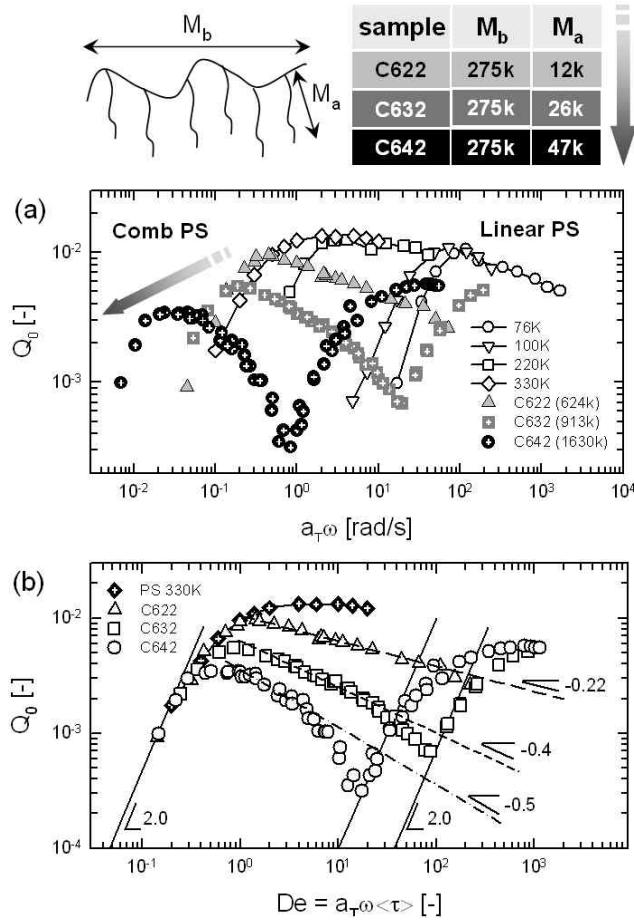 M_b
M_a
sample M_b M_a
C622 275k 12k
C632 275k 26k
C642 275k 47k
(a)
Comb PS
Linear PS
Q_0 [-]
10^-2
10^-3
76K
100K
220K
330K
C622 (624k)
C632 (913k)
C642 (1630k)
10^-2 10^-1 10^0 10^1 10^2 10^3 10^4
a_Tω [rad/s]
(b)
PS 330K
C622
C632
C642
Q_0 [-]
10^-2
10^-3
10^-4
-0.22
-0.4
-0.5
2.0
2.0
10^-1 10^0 10^1 10^2 10^3
De = a_Tω<τ> [-]